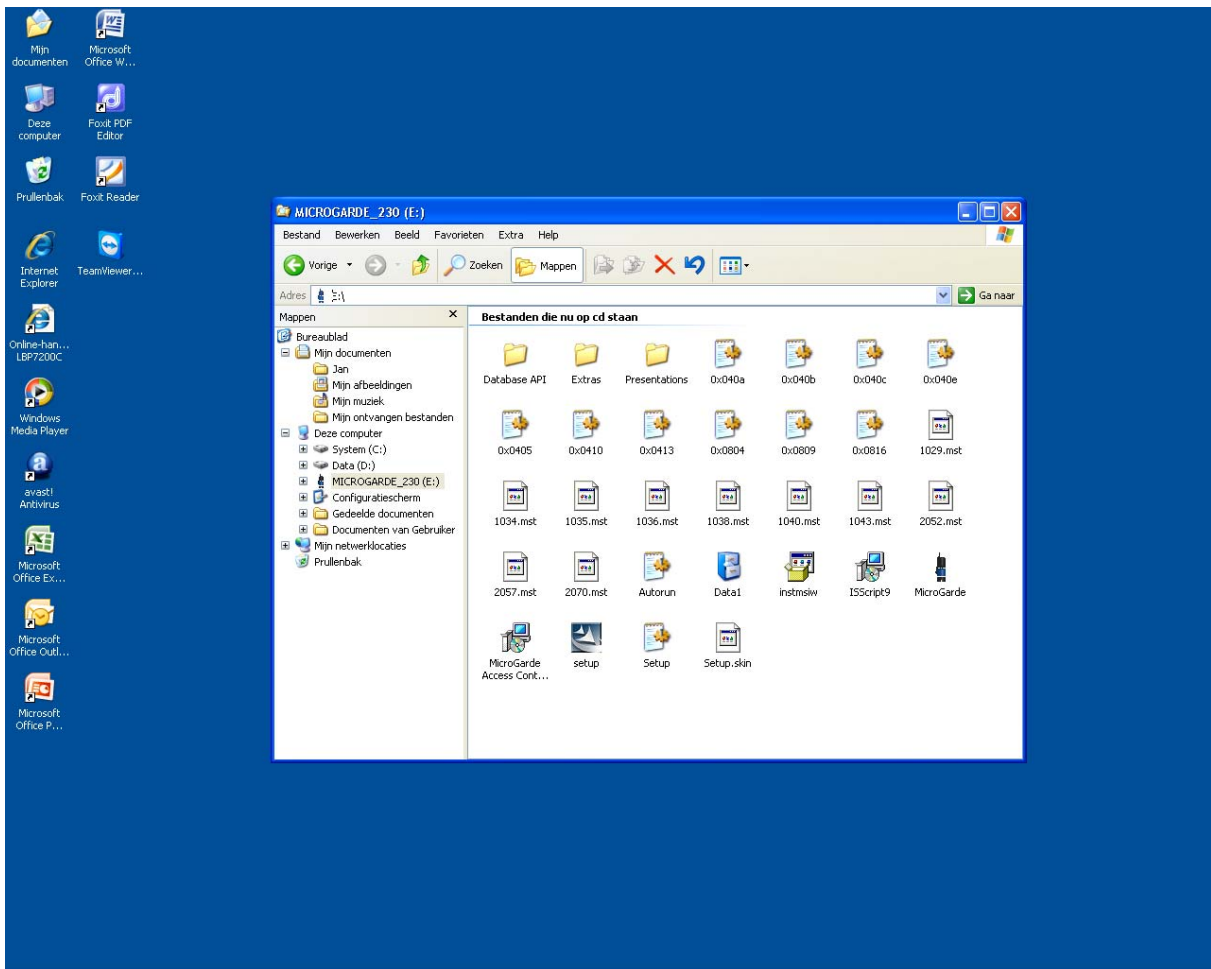 Mijn
documenten
Microsoft
Office W...
Deze
computer
Foxit PDF
Editor
Prullenbak
Foxit Reader
Internet
Explorer
TeamViewer...
Online-han...
LBP7200C
Windows
Media Player
avast!
Antivirus
Microsoft
Office Ex...
Microsoft
Office Outl...
Microsoft
Office P...
MICROGARDE_230 (E:)
Bestand Bewerken Beeld Favorieten Extra Help
Vorige Zoeken Mappen
Adres E:\ Ga naar
Mappen
Bureaublad
Mijn documenten
Jan
Mijn afbeeldingen
Mijn muziek
Mijn ontvangen bestanden
Deze computer
System (C:)
Data (D:)
MICROGARDE_230 (E:)
Configuratiescherm
Gedeelde documenten
Documenten van Gebruiker
Mijn netwerklocaties
Prullenbak
Bestanden die nu op cd staan
Database API Extras Presentations 0x040a 0x040b 0x040c 0x040e
0x0405 0x0410 0x0413 0x0804 0x0809 0x0816 1029.mst
1034.mst 1035.mst 1036.mst 1038.mst 1040.mst 1043.mst 2052.mst
2057.mst 2070.mst Autorun Data1 instmsiw ISScript9 MicroGarde
MicroGarde
Access Cont...
setup Setup Setup.skin